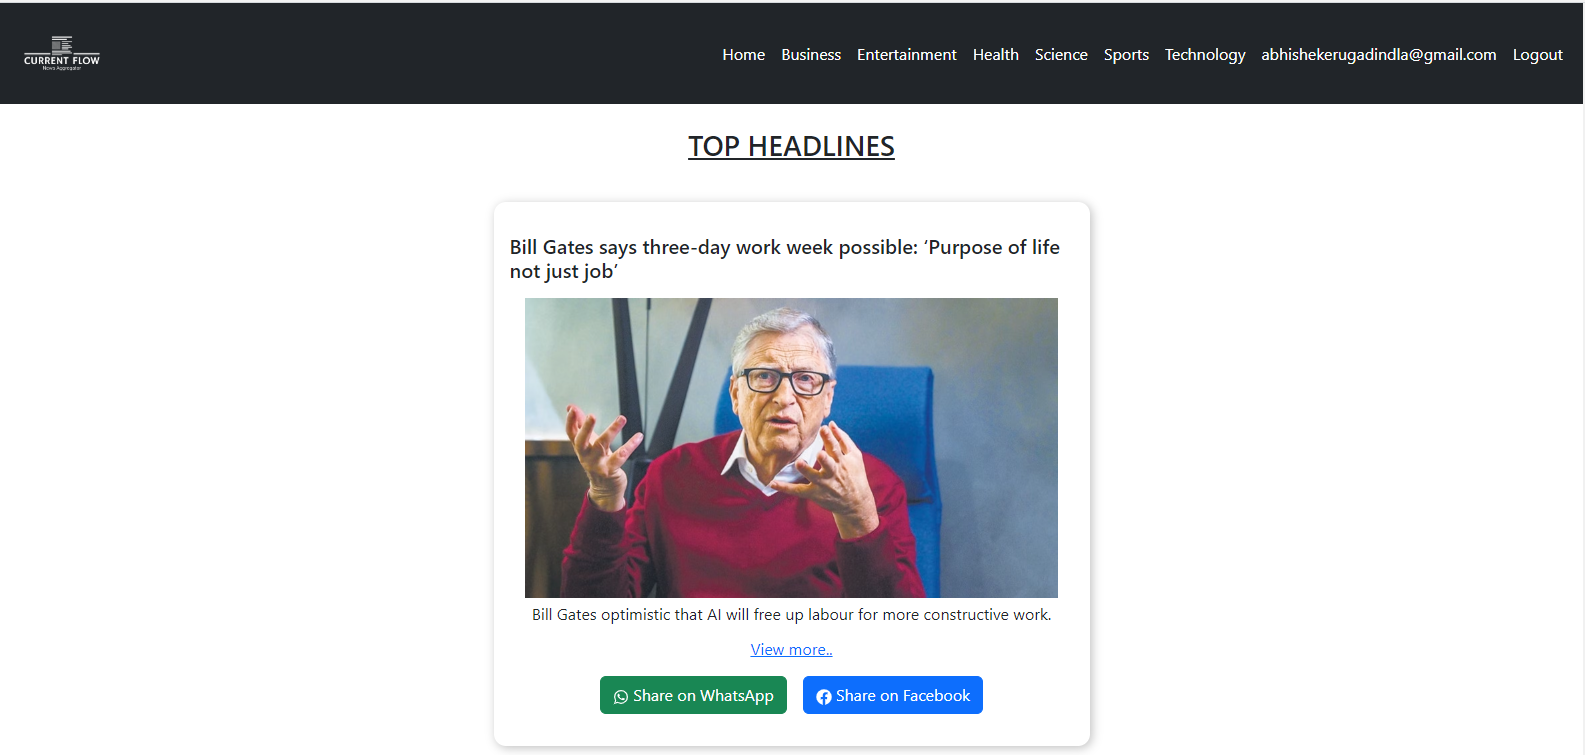 CURRENT FLOW
News Aggregator
Home Business Entertainment Health Science Sports Technology abhishekerugadindla@gmail.com Logout
TOP HEADLINES
Bill Gates says three-day work week possible: ‘Purpose of life
not just job’
Bill Gates optimistic that AI will free up labour for more constructive work.
View more..
Share on WhatsApp Share on Facebook